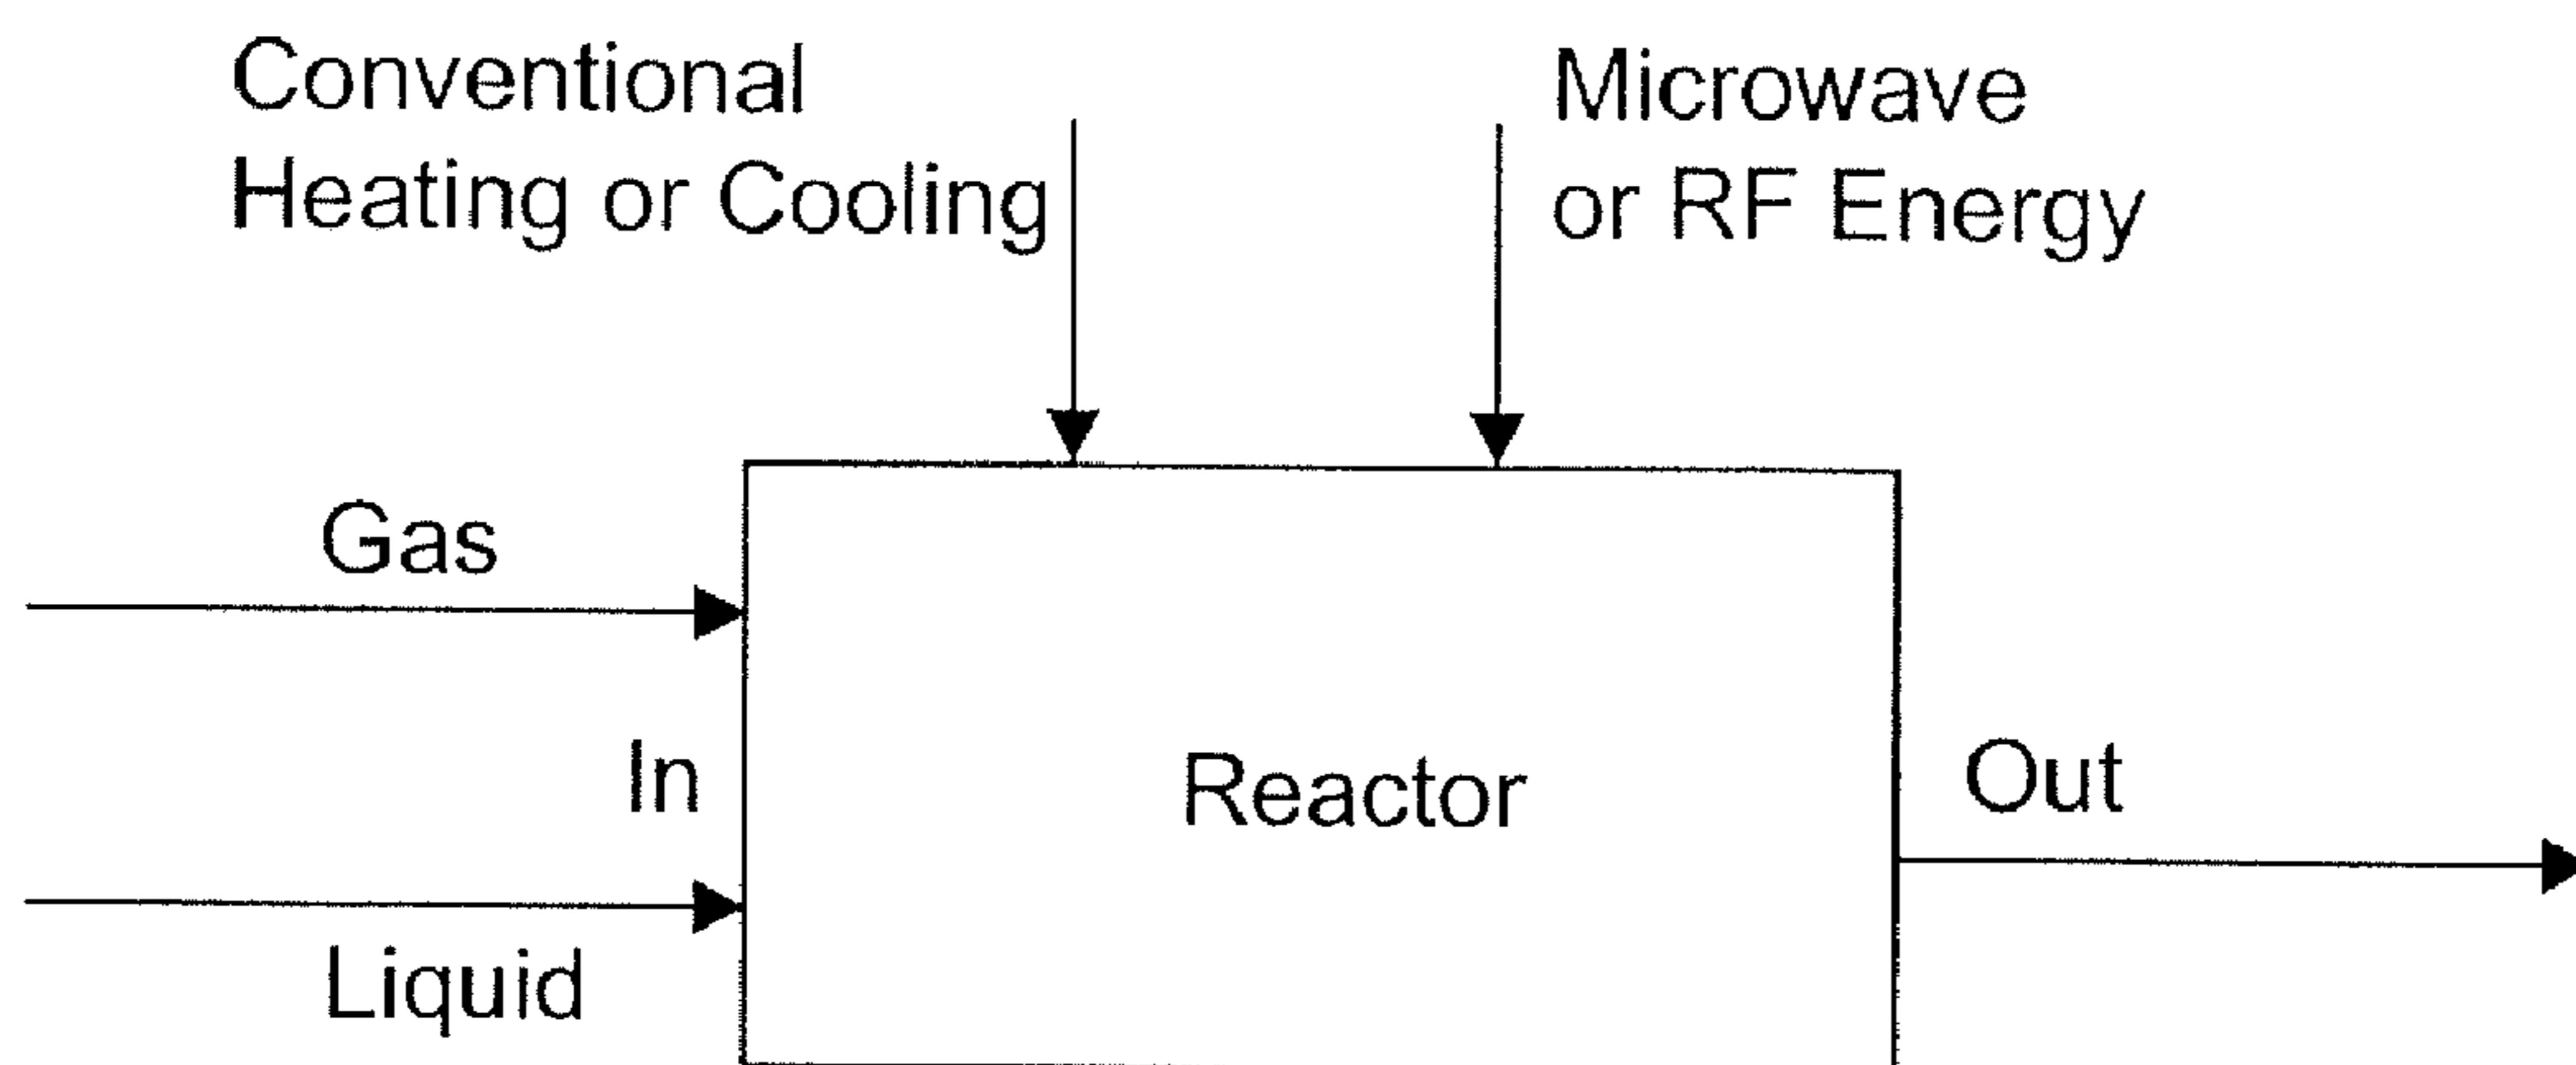 Conventional
Heating or Cooling
Microwave
or RF Energy
Gas
In
Reactor
Out
Liquid